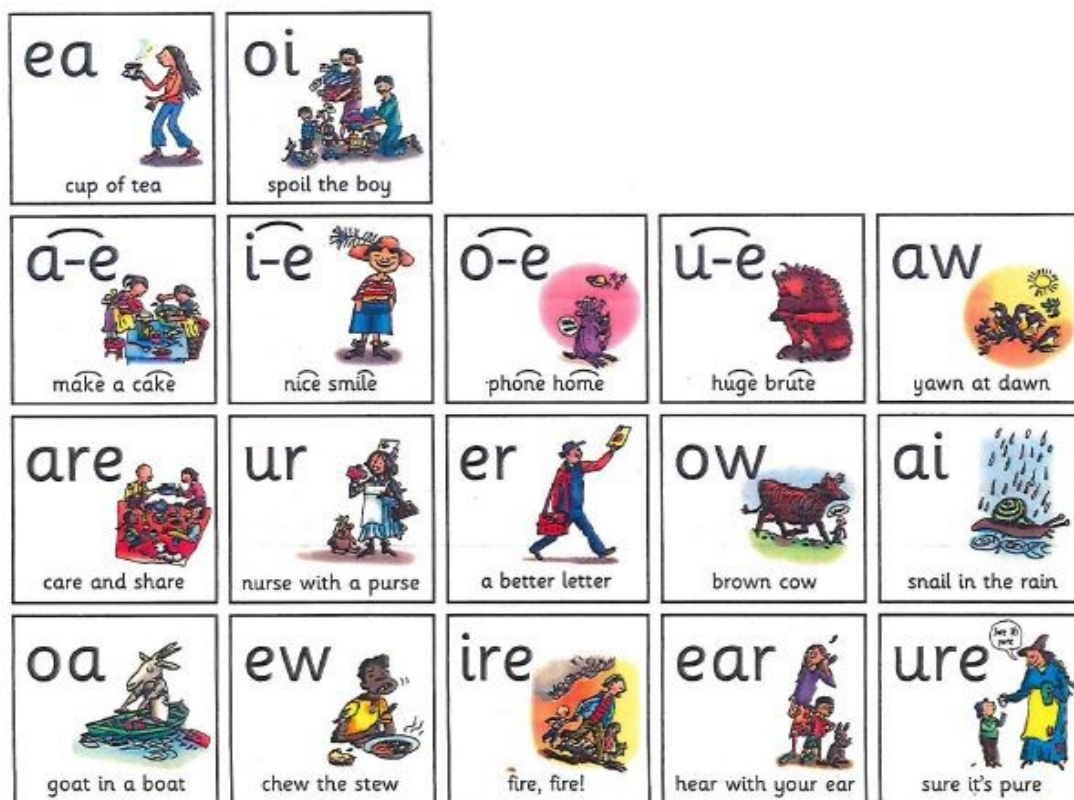 ea
cup of tea
oi
spoil the boy
a-e
make a cake
i-e
nice smile
o-e
phone home
u-e
huge brute
aw
yawn at dawn
are
care and share
ur
nurse with a purse
er
a better letter
ow
brown cow
ai
snail in the rain
oa
goat in a boat
ew
chew the stew
ire
fire, fire!
ear
hear with your ear
ure
Sure it's
pure
sure it's pure